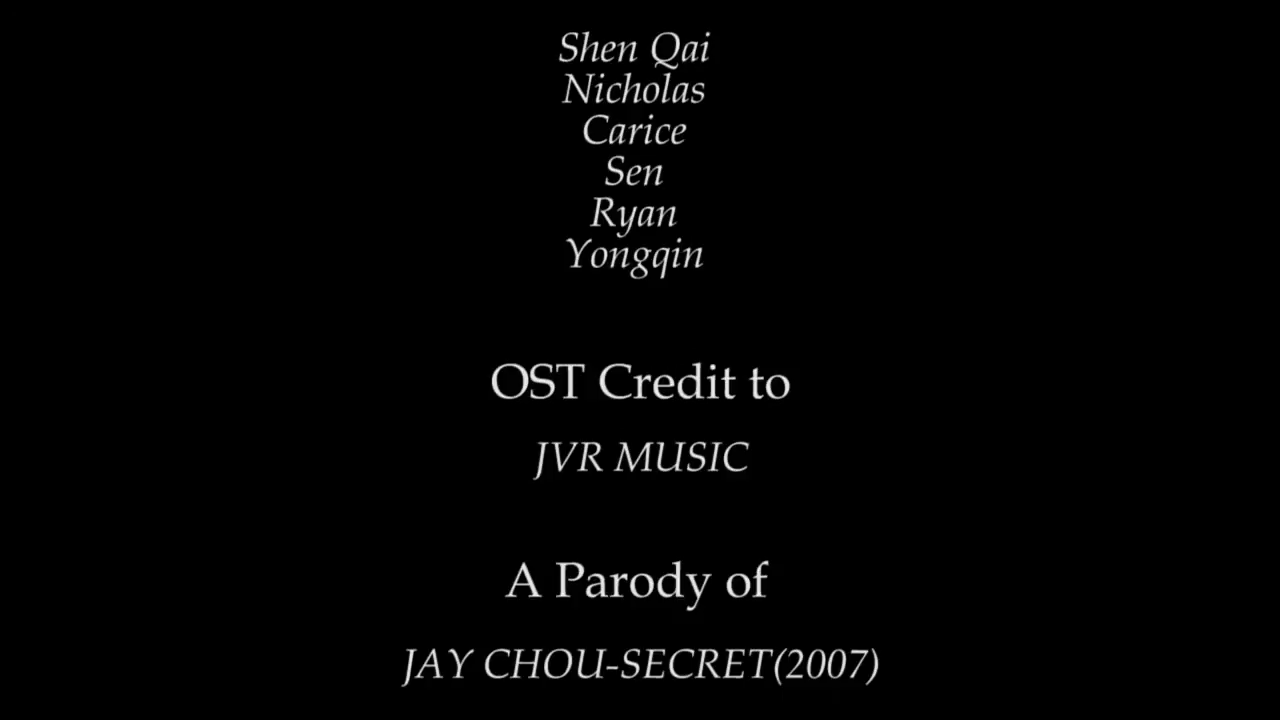 Shen Qai
Nicholas
Carice
Sen
Ryan
Yongqin
OST Credit to
JVR MUSIC
A Parody of
JAY CHOU-SECRET(2007)